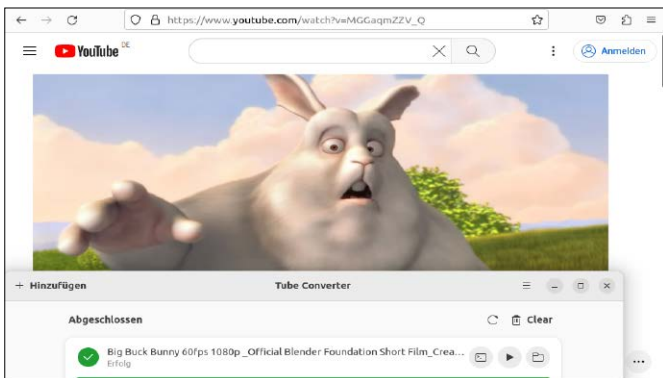 https://www.youtube.com/watch?v=MGGaqmZZV_Q
YouTube DE
Anmelden
+ Hinzufügen
Tube Converter
Abgeschlossen
Clear
Big Buck Bunny 60fps 1080p _Official Blender Foundation Short Film_Crea...
Erfolg